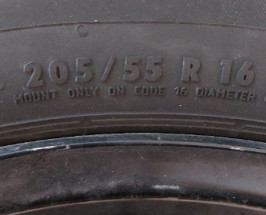 205/55 R 16
MOUNT ONLY ON CODE 16 DIAMETER